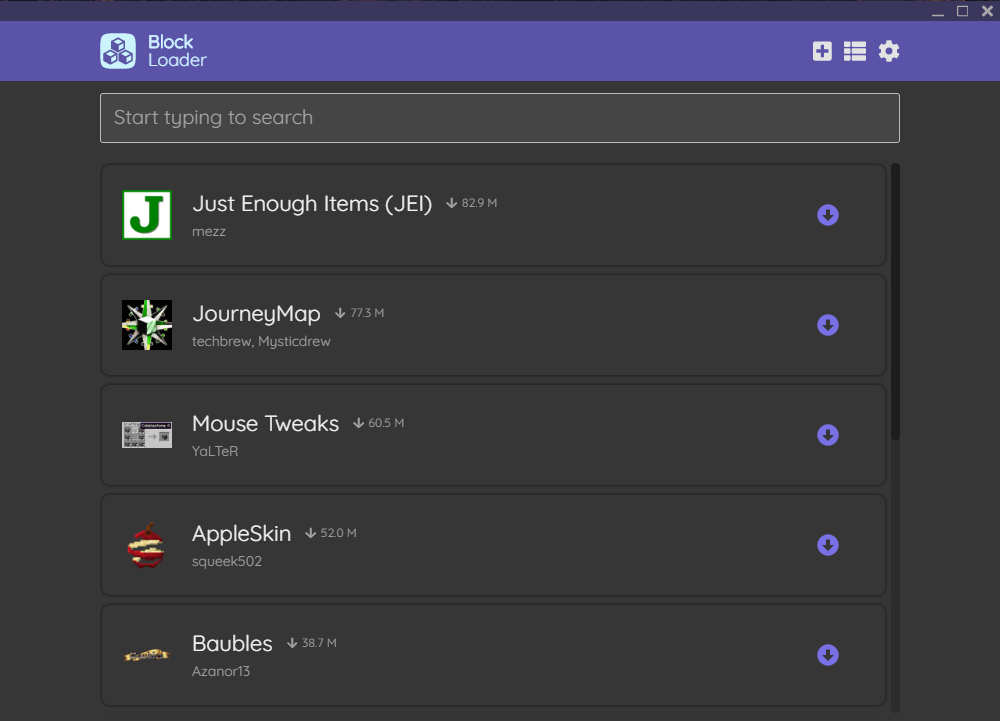 Block
Loader
Start typing to search
Just Enough Items (JEI) 82.9 M
mezz
JourneyMap 77.3 M
techbrew, Mysticdrew
Mouse Tweaks 60.5 M
YaLTeR
AppleSkin 52.0 M
squeek502
Baubles 38.7 M
Azanor13